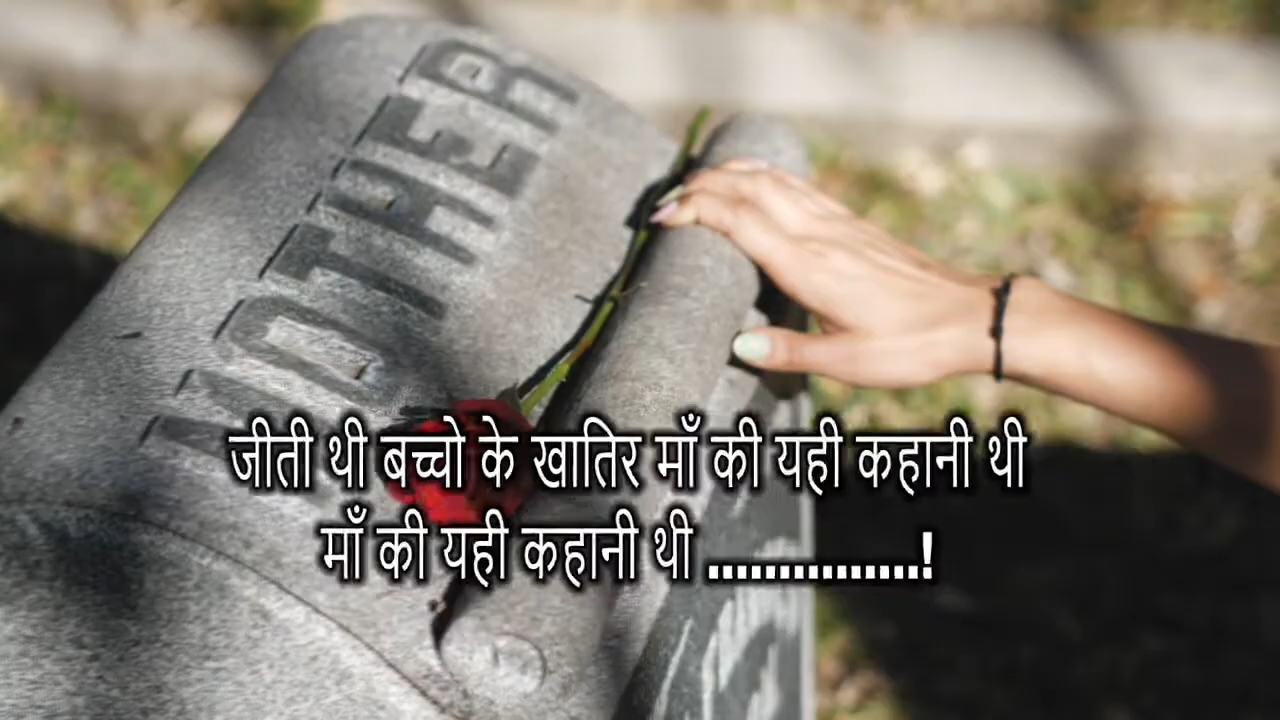 MOTHER
जीती थी बच्चो के खातिर माँ की यही कहानी थी
माँ की यही कहानी थी ...............!